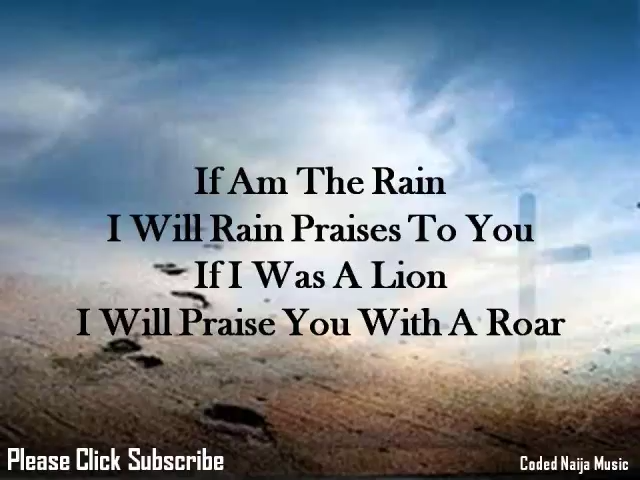 If Am The Rain
I Will Rain Praises To You
If I Was A Lion
I Will Praise You With A Roar
Please Click Subscribe
Coded Naija Music